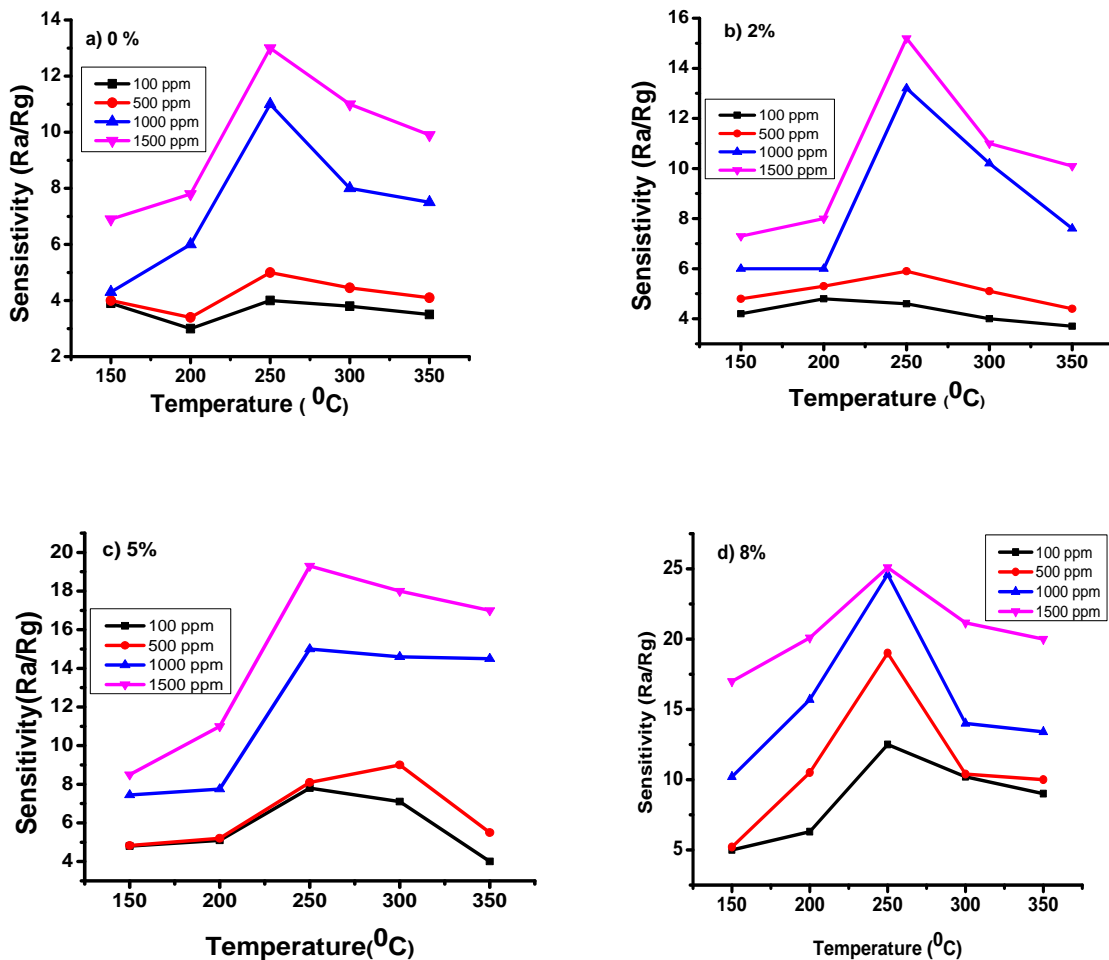 a) 0 %
100 ppm
500 ppm
1000 ppm
1500 ppm
Sensistivity (Ra/Rg)
14
12
10
8
6
4
2
150 200 250 300 350
Temperature ( 0C)
b) 2%
100 ppm
500 ppm
1000 ppm
1500 ppm
Sensistivity (Ra/Rg)
16
14
12
10
8
6
4
150 200 250 300 350
Temperature (0C)
c) 5%
100 ppm
500 ppm
1000 ppm
1500 ppm
Sensitivity(Ra/Rg)
20
18
16
14
12
10
8
6
4
150 200 250 300 350
Temperature(0C)
d) 8%
100 ppm
500 ppm
1000 ppm
1500 ppm
Sensitivity (Ra/Rg)
25
20
15
10
5
150 200 250 300 350
Temperature (0C)